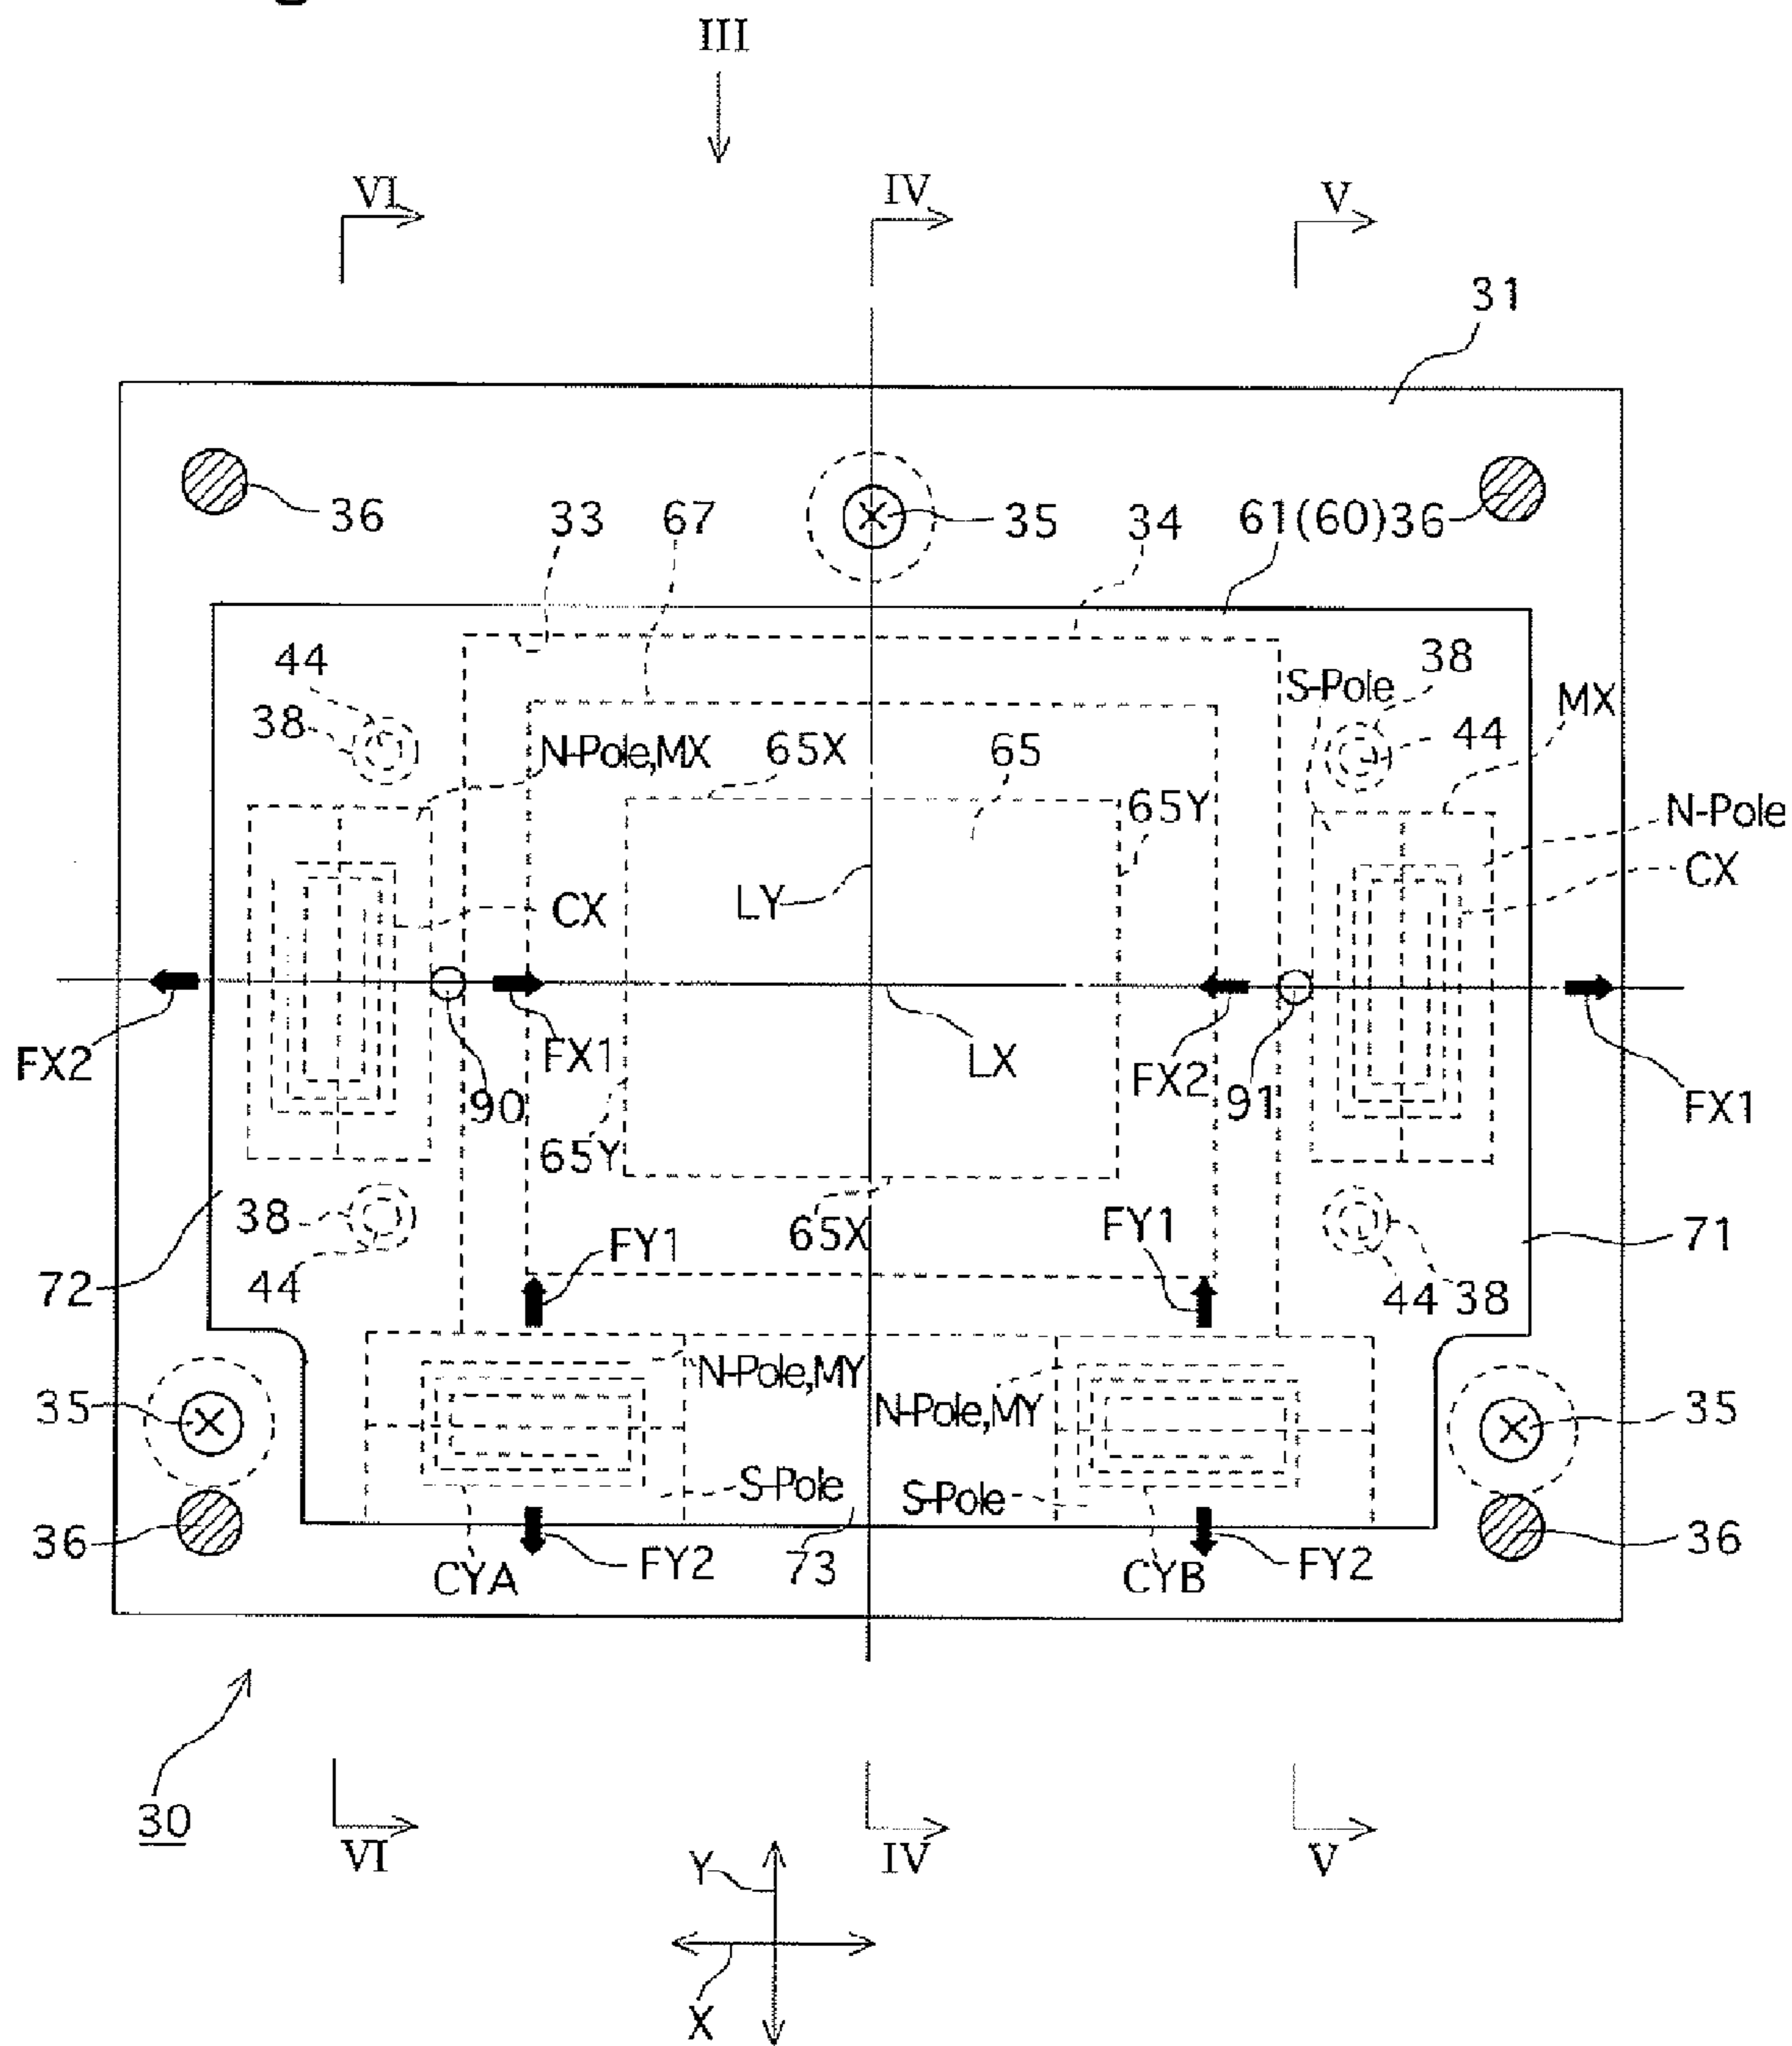 III
VI
IV
V
31
36
33
67
35
34
61(60)
36
44
38
N-Pole,MX
65X
65
65Y
S-Pole
38
MX
44
N-Pole
CX
CX
LY
FX2
90
FX1
LX
FX2
91
FX1
65Y
65X
38
44
72
FY1
FY1
71
44
38
35
N-Pole,MY
N-Pole,MY
35
S-Pole
S-Pole
36
CYA
FY2
73
CYB
FY2
36
30
VI
IV
V
Y
X